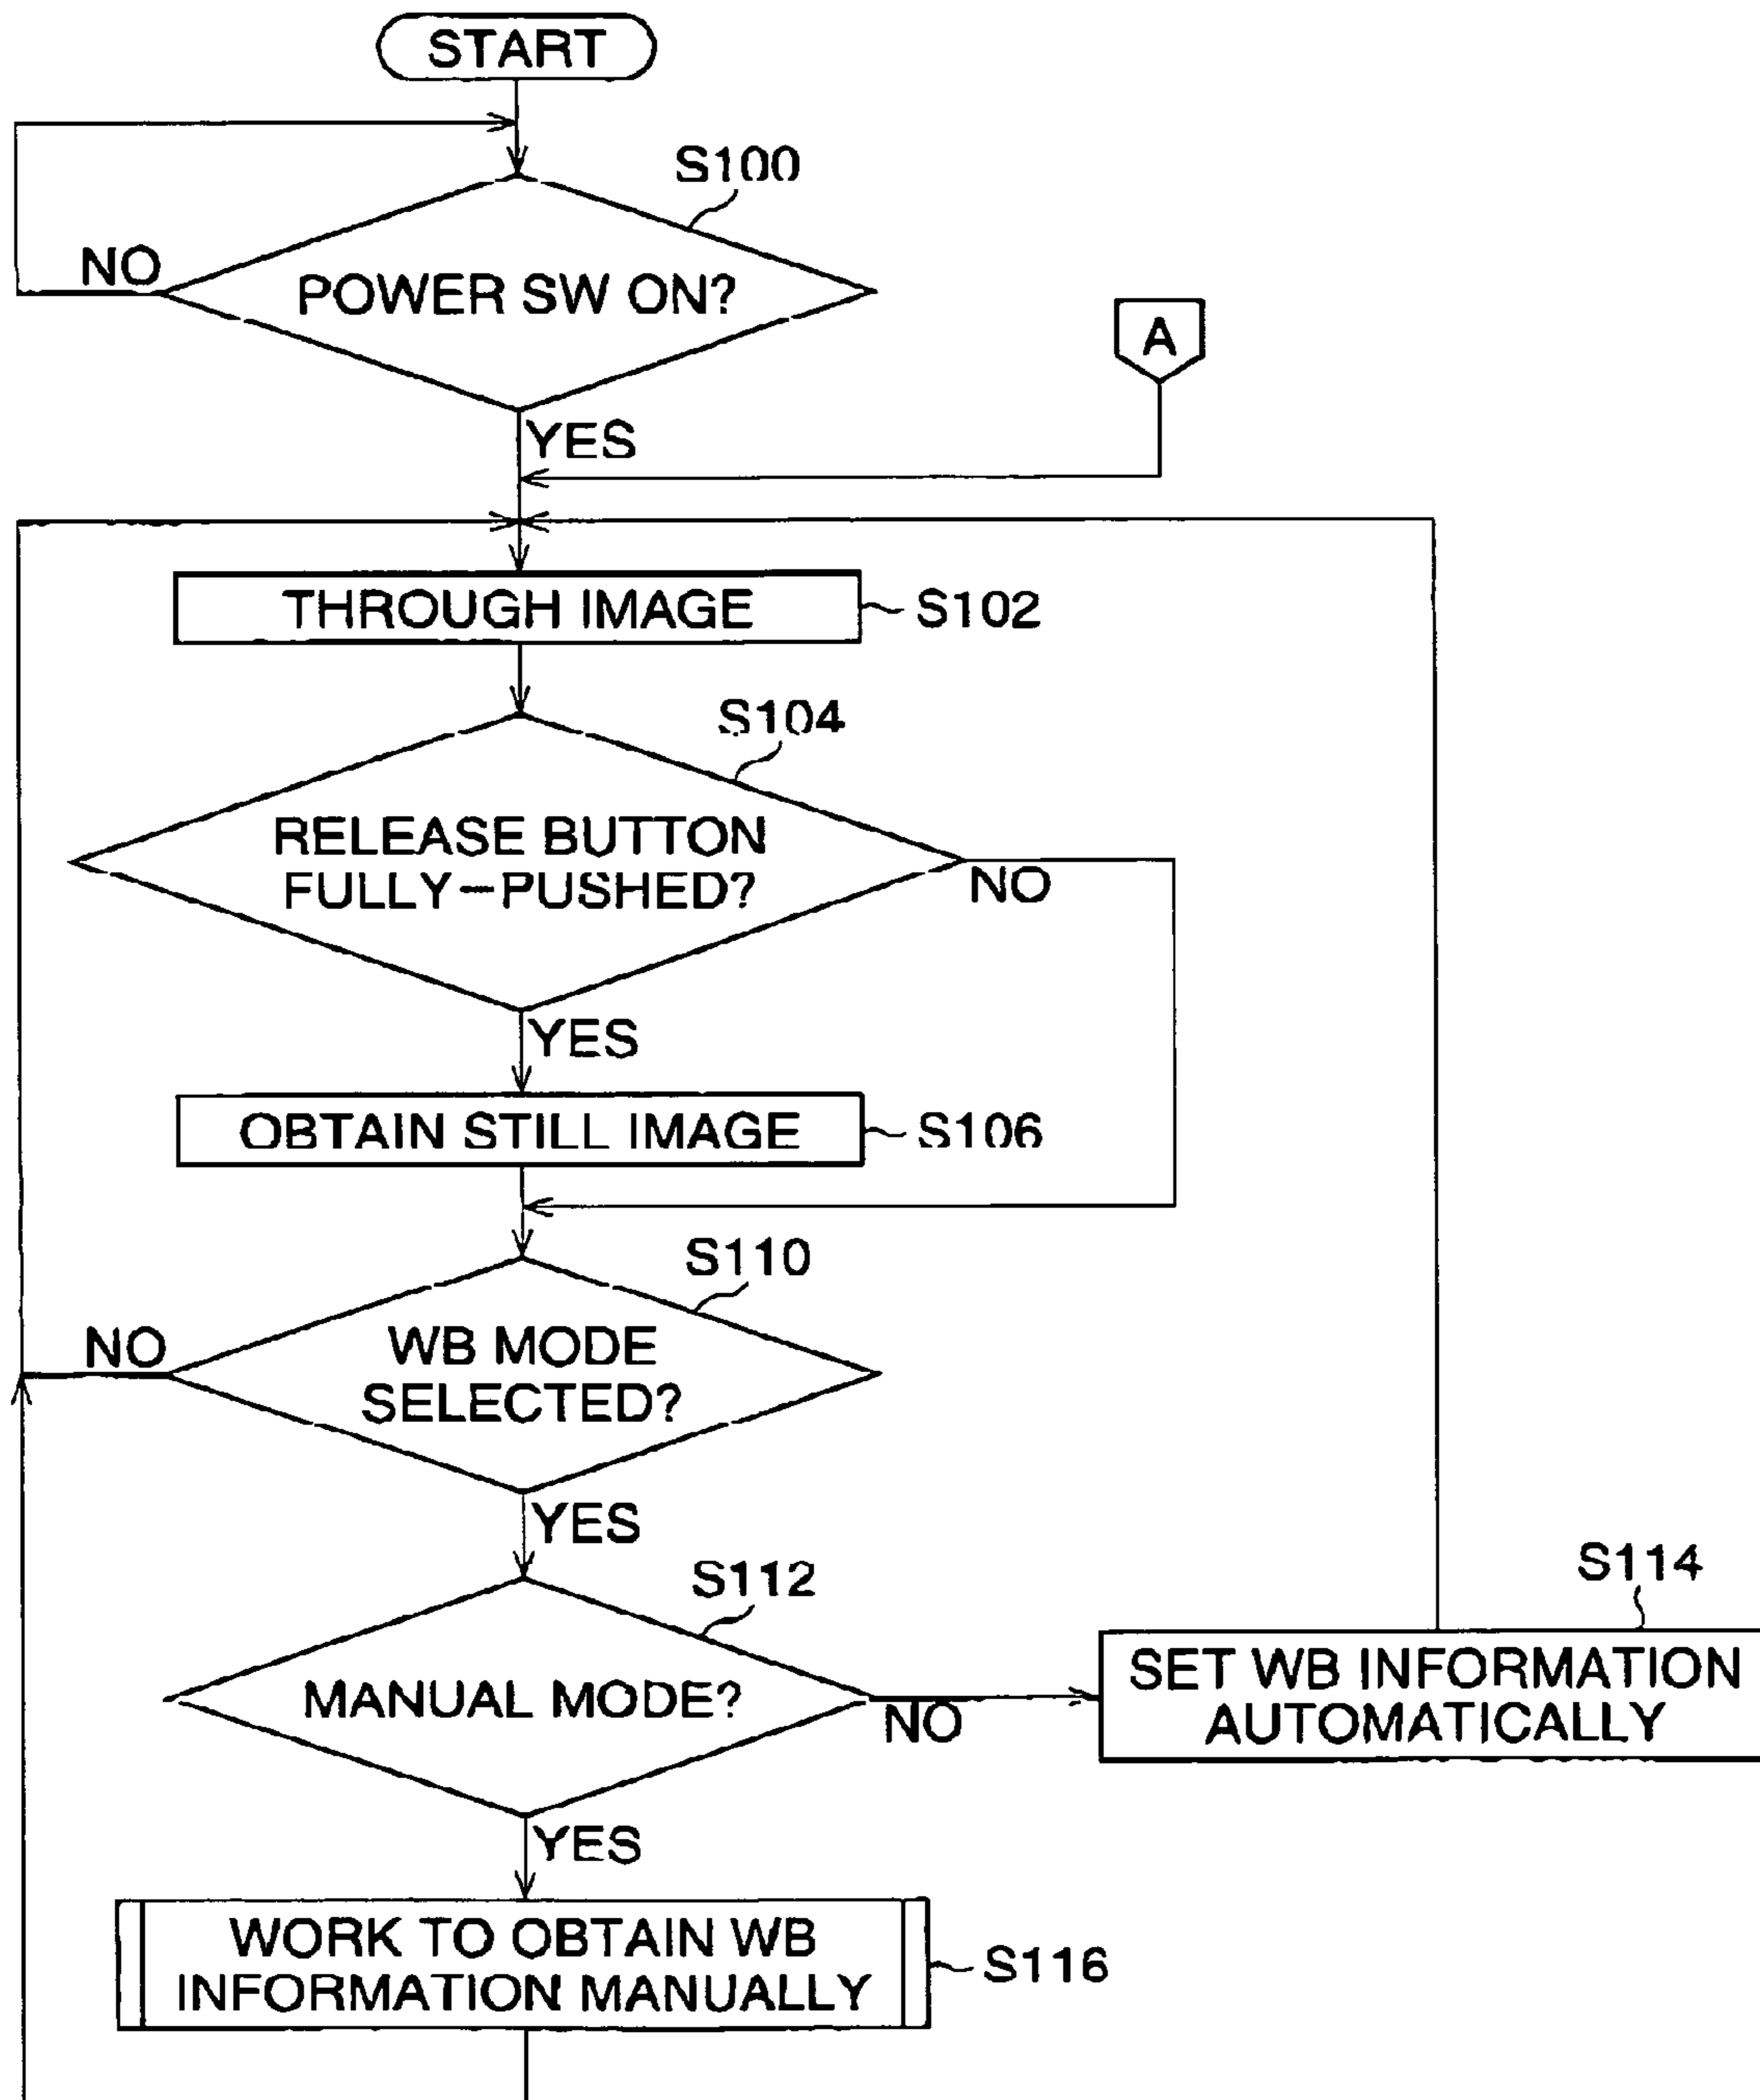 START
S100
NO
POWER SW ON?
A
YES
THROUGH IMAGE
S102
S104
RELEASE BUTTON
FULLY-PUSHED?
NO
YES
OBTAIN STILL IMAGE
S106
S110
NO
WB MODE
SELECTED?
YES
S112
S114
MANUAL MODE?
NO
SET WB INFORMATION
AUTOMATICALLY
YES
WORK TO OBTAIN WB
INFORMATION MANUALLY
S116